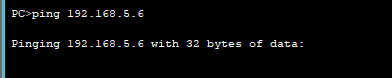 PC>ping 192.168.5.6
Pinging 192.168.5.6 with 32 bytes of data: